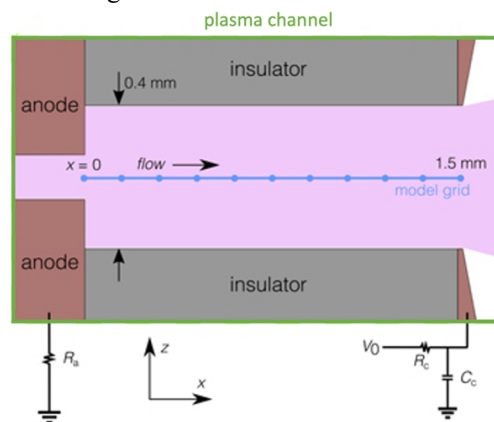 plasma channel
insulator
0.4 mm
anode
x = 0 flow 1.5 mm
model grid
anode
insulator
Rₐ
z
x
V0
R_c
C_c